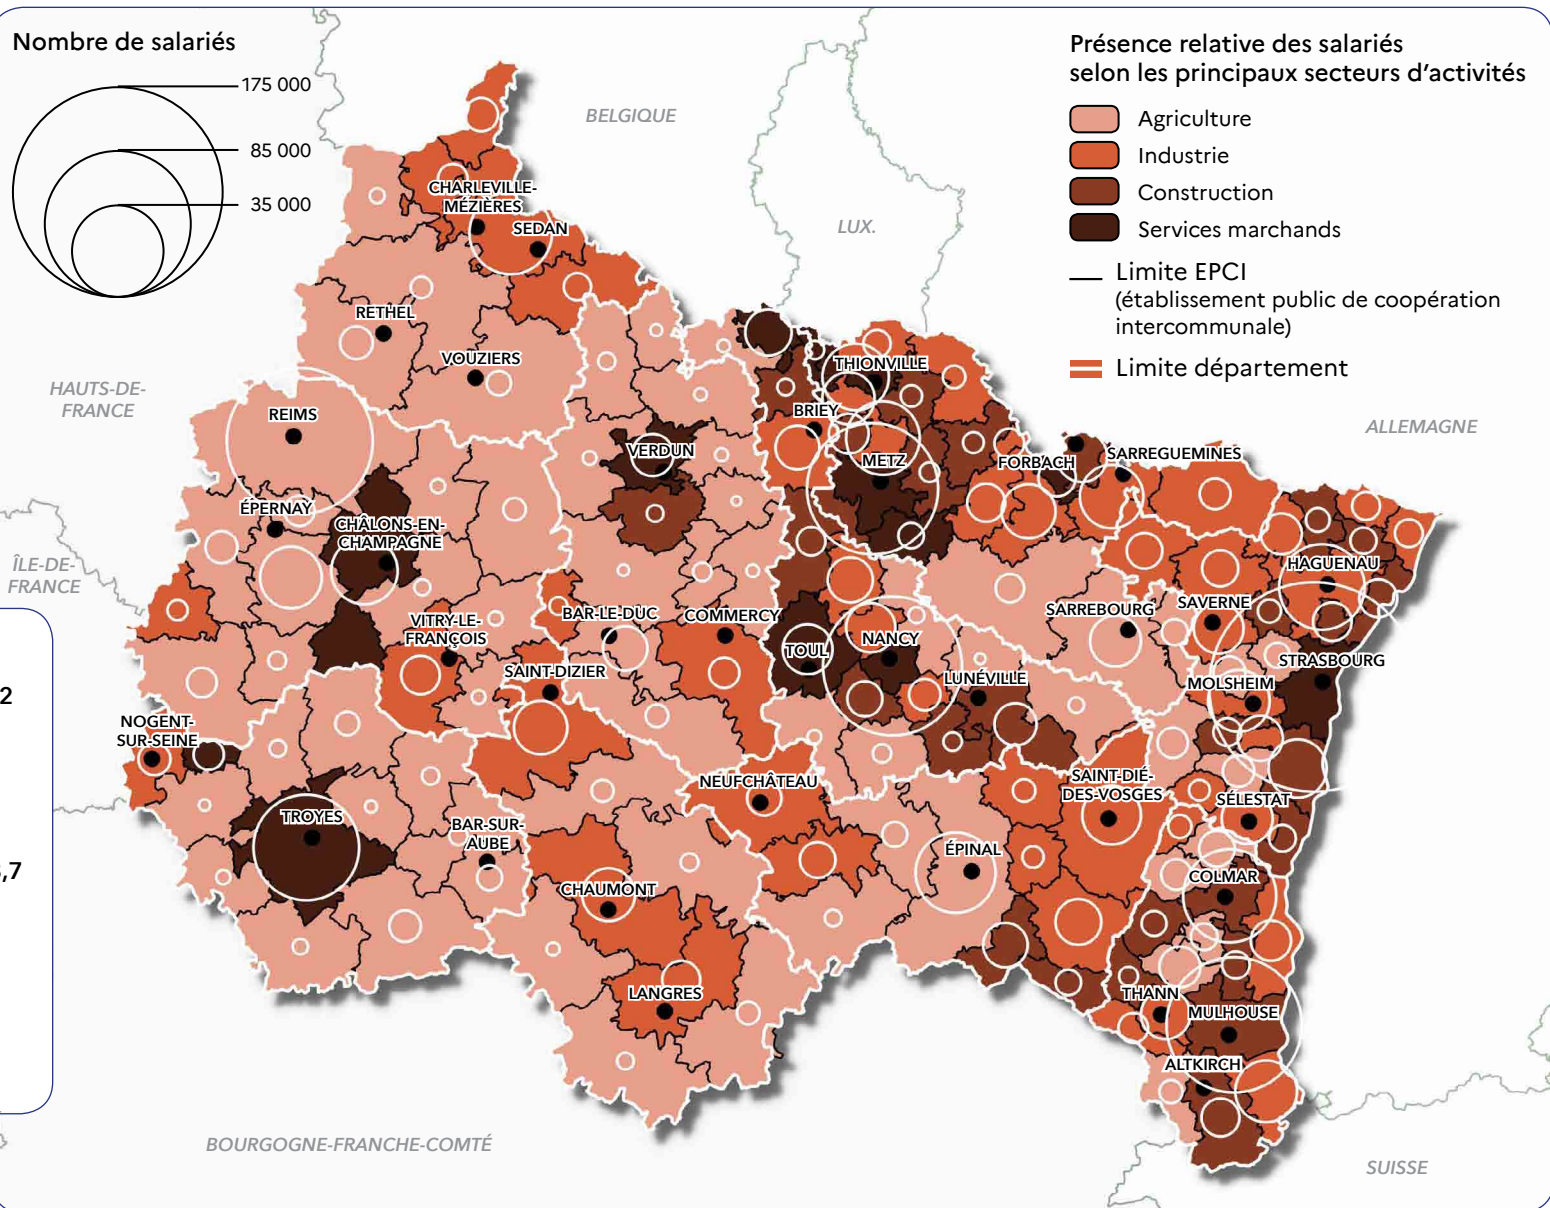 Nombre de salariés
175 000
85 000
35 000
Présence relative des salariés
selon les principaux secteurs d'activités
Agriculture
Industrie
Construction
Services marchands
Limite EPCI
(établissement public de coopération
intercommunale)
Limite département
BELGIQUE
LUX.
ALLEMAGNE
HAUTS-DE-
FRANCE
ÎLE-DE-
FRANCE
BOURGOGNE-FRANCHE-COMTÉ
SUISSE
CHARLEVILLE-
MÉZIÈRES
SEDAN
RETHEL
VOUZIERS
REIMS
ÉPERNAY
CHÂLONS-EN-
CHAMPAGNE
VERDUN
THIONVILLE
BRIEY
METZ
FORBACH
SARREGUEMINES
HAGUENAU
SARREBOURG
SAVERNE
STRASBOURG
MOLSHEIM
VITRY-LE-
FRANÇOIS
BAR-LE-DUC
COMMERCY
TOUL
NANCY
LUNÉVILLE
SAINT-DIZIER
NOGENT-
SUR-SEINE
TROYES
BAR-SUR-
AUBE
NEUFCHÂTEAU
SAINT-DIÉ-
DES-VOSGES
SÉLESTAT
ÉPINAL
COLMAR
CHAUMONT
LANGRES
THANN
MULHOUSE
ALTKIRCH
2
,7